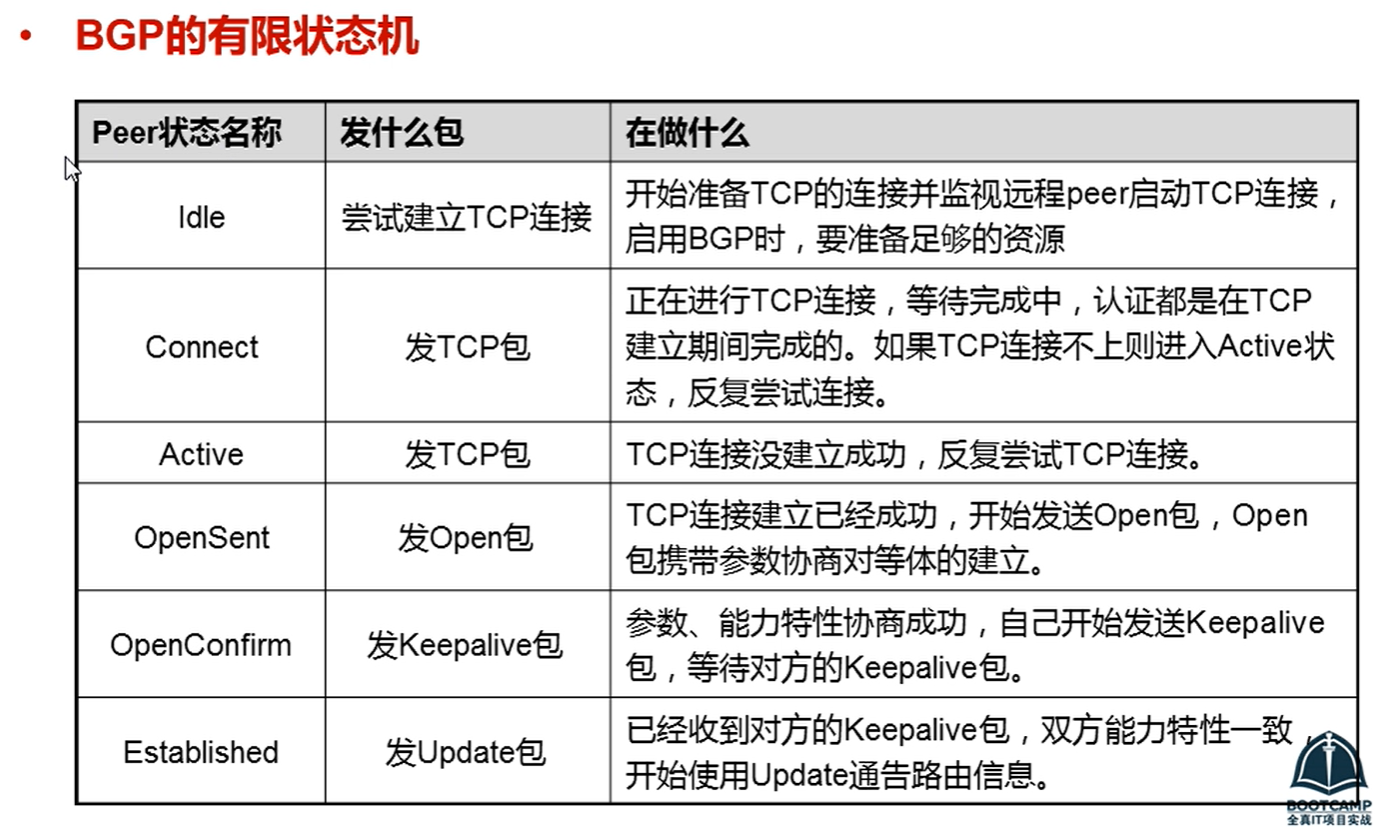 • BGP的有限状态机
Peer状态名称 发什么包 在做什么
Idle
尝试建立TCP连接
开始准备TCP的连接并监视远程peer启动TCP连接，
启用BGP时，要准备足够的资源
Connect
发TCP包
正在进行TCP连接，等待完成中，认证都是在TCP
建立期间完成的。如果TCP连接不上则进入Active状
态，反复尝试连接。
Active
发TCP包
TCP连接没建立成功，反复尝试TCP连接。
OpenSent
发Open包
TCP连接建立已经成功，开始发送Open包，Open
包携带参数协商对等体的建立。
OpenConfirm
发Keepalive包
参数、能力特性协商成功，自己开始发送Keepalive
包，等待对方的Keepalive包。
Established
发Update包
已经收到对方的Keepalive包，双方能力特性一致，
开始使用Update通告路由信息。
BOOTCAMP
全真IT项目实战